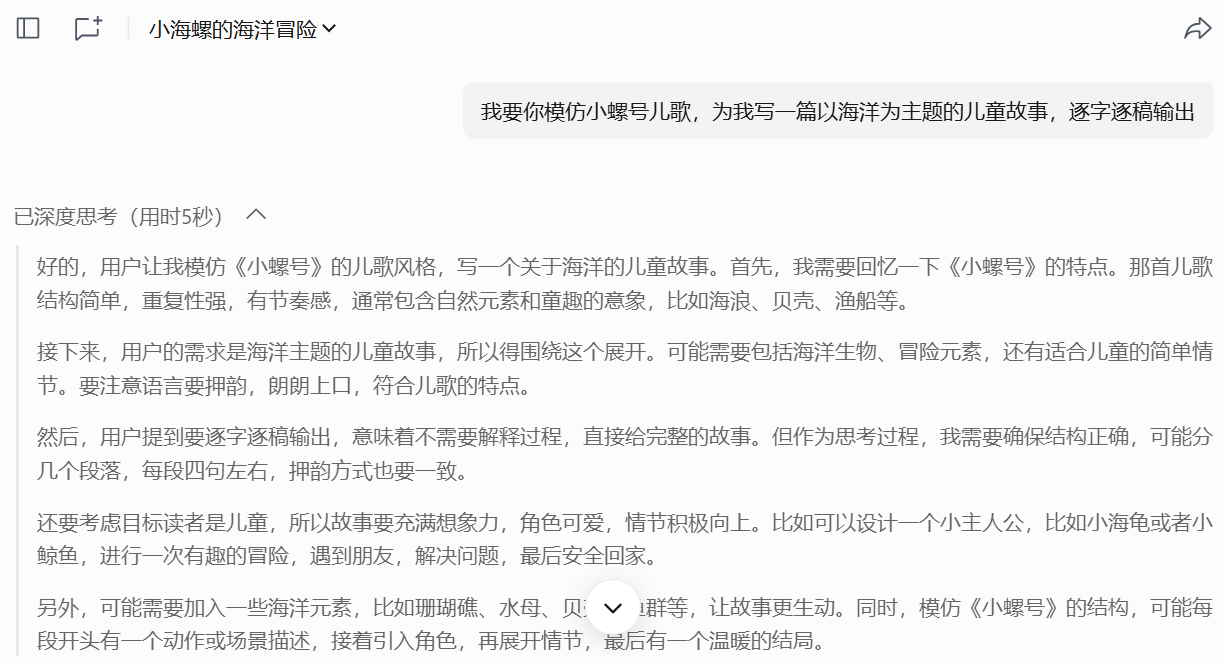 小海螺的海洋冒险
我要你模仿小螺号儿歌，为我写一篇以海洋为主题的儿童故事，逐字逐稿输出
已深度思考（用时5秒）
好的，用户让我模仿《小螺号》的儿歌风格，写一个关于海洋的儿童故事。首先，我需要回忆一下《小螺号》的特点。那首儿歌
结构简单，重复性强，有节奏感，通常包含自然元素和童趣的意象，比如海浪、贝壳、渔船等。
接下来，用户的需求是海洋主题的儿童故事，所以得围绕这个展开。可能需要包括海洋生物、冒险元素，还有适合儿童的简单情
节。要注意语言要押韵，朗朗上口，符合儿歌的特点。
然后，用户提到要逐字逐稿输出，意味着不需要解释过程，直接给完整的故事。但作为思考过程，我需要确保结构正确，可能分
几个段落，每段四句左右，押韵方式也要一致。
还要考虑目标读者是儿童，所以故事要充满想象力，角色可爱，情节积极向上。比如可以设计一个小主人公，比如小海龟或者小
鲸鱼，进行一次有趣的冒险，遇到朋友，解决问题，最后安全回家。
另外，可能需要加入一些海洋元素，比如珊瑚礁、水母、贝群等，让故事更生动。同时，模仿《小螺号》的结构，可能每
段开头有一个动作或场景描述，接着引入角色，再展开情节，最后有一个温暖的结局。